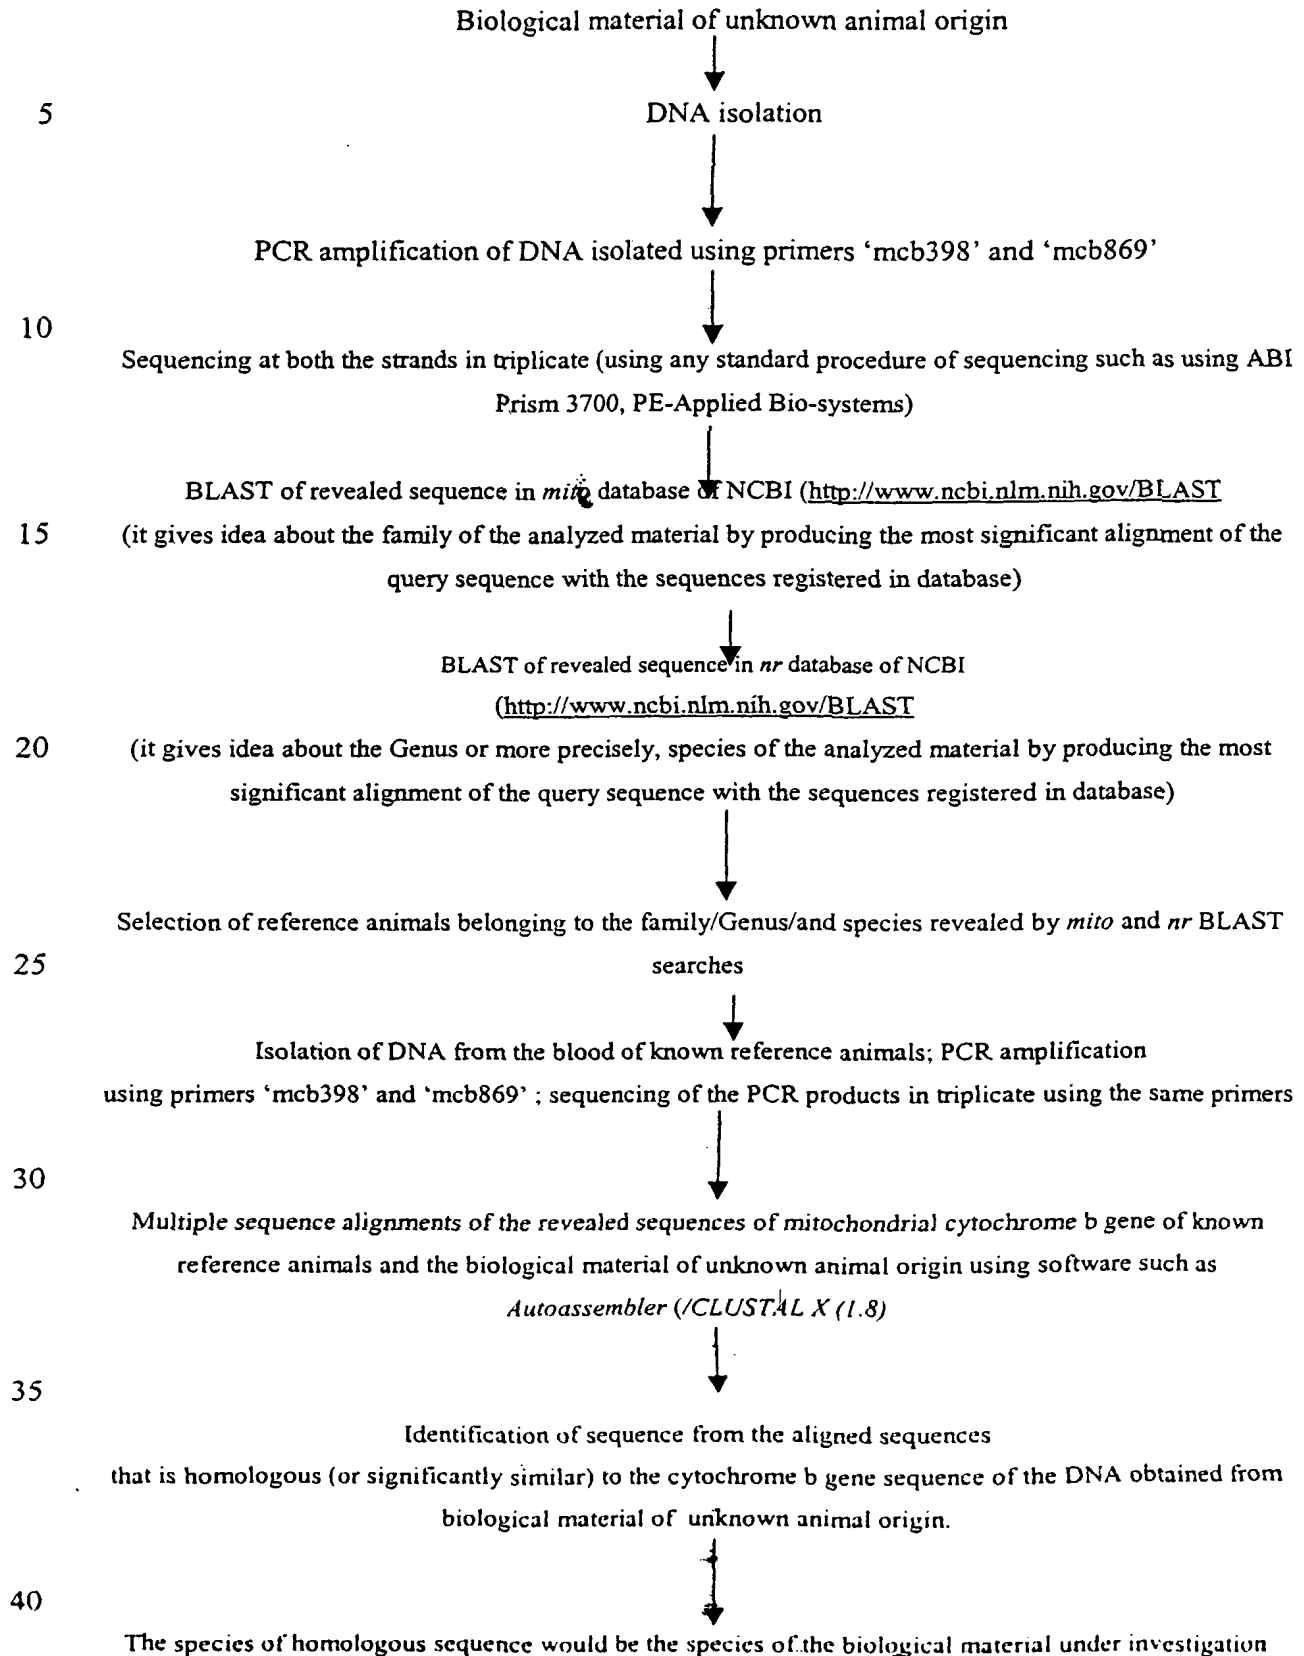 Biological material of unknown animal origin
5 DNA isolation
PCR amplification of DNA isolated using primers ‘mcb398’ and ‘mcb869’
10
Sequencing at both the strands in triplicate (using any standard procedure of sequencing such as using ABI
Prism 3700, PE-Applied Bio-systems)
BLAST of revealed sequence in mito database of NCBI (http://www.ncbi.nlm.nih.gov/BLAST
15 (it gives idea about the family of the analyzed material by producing the most significant alignment of the
query sequence with the sequences registered in database)
BLAST of revealed sequence in nr database of NCBI
(http://www.ncbi.nlm.nih.gov/BLAST
20 (it gives idea about the Genus or more precisely, species of the analyzed material by producing the most
significant alignment of the query sequence with the sequences registered in database)
Selection of reference animals belonging to the family/Genus/and species revealed by mito and nr BLAST
25 searches
Isolation of DNA from the blood of known reference animals; PCR amplification
using primers ‘mcb398’ and ‘mcb869’ ; sequencing of the PCR products in triplicate using the same primers
30
Multiple sequence alignments of the revealed sequences of mitochondrial cytochrome b gene of known
reference animals and the biological material of unknown animal origin using software such as
Autoassembler (/CLUSTAL X (1.8)
35
Identification of sequence from the aligned sequences
that is homologous (or significantly similar) to the cytochrome b gene sequence of the DNA obtained from
biological material of unknown animal origin.
40
The species of homologous sequence would be the species of the biological material under investigation